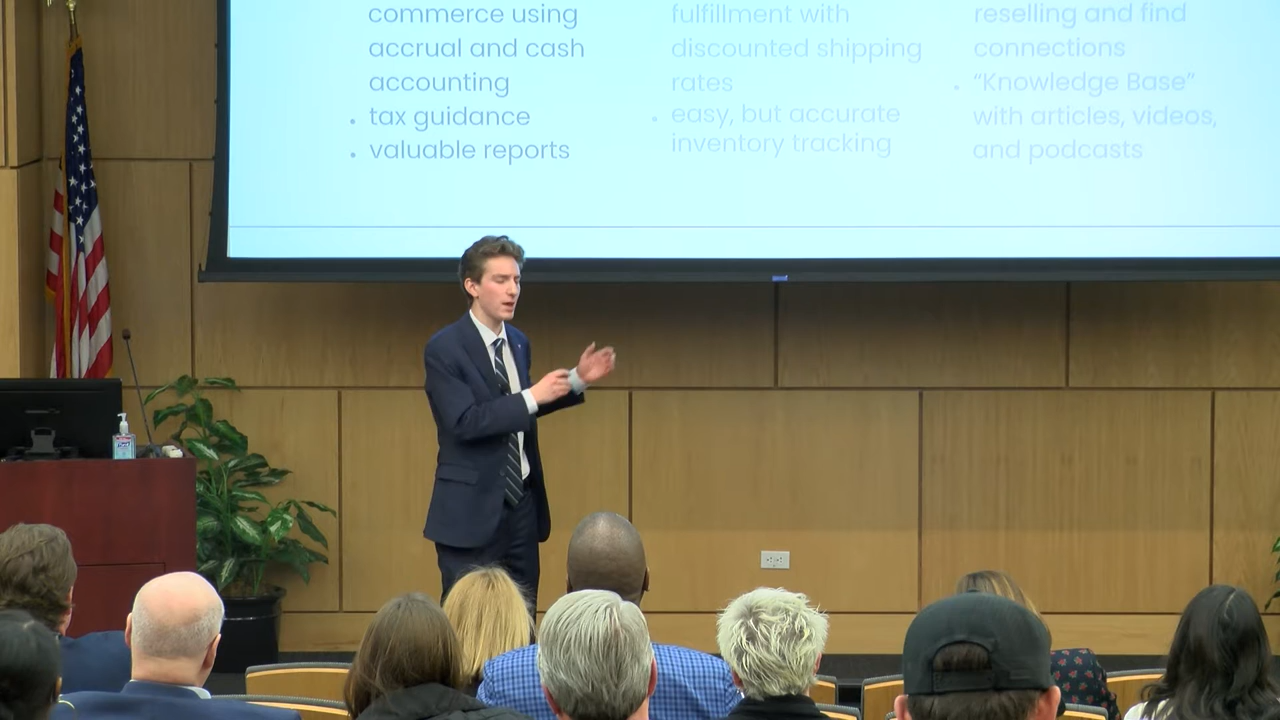 commerce using
accrual and cash
accounting
• tax guidance
• valuable reports
fulfillment with
discounted shipping
rates
• easy, but accurate
inventory tracking
reselling and find
connections
• “Knowledge Base”
with articles, videos,
and podcasts